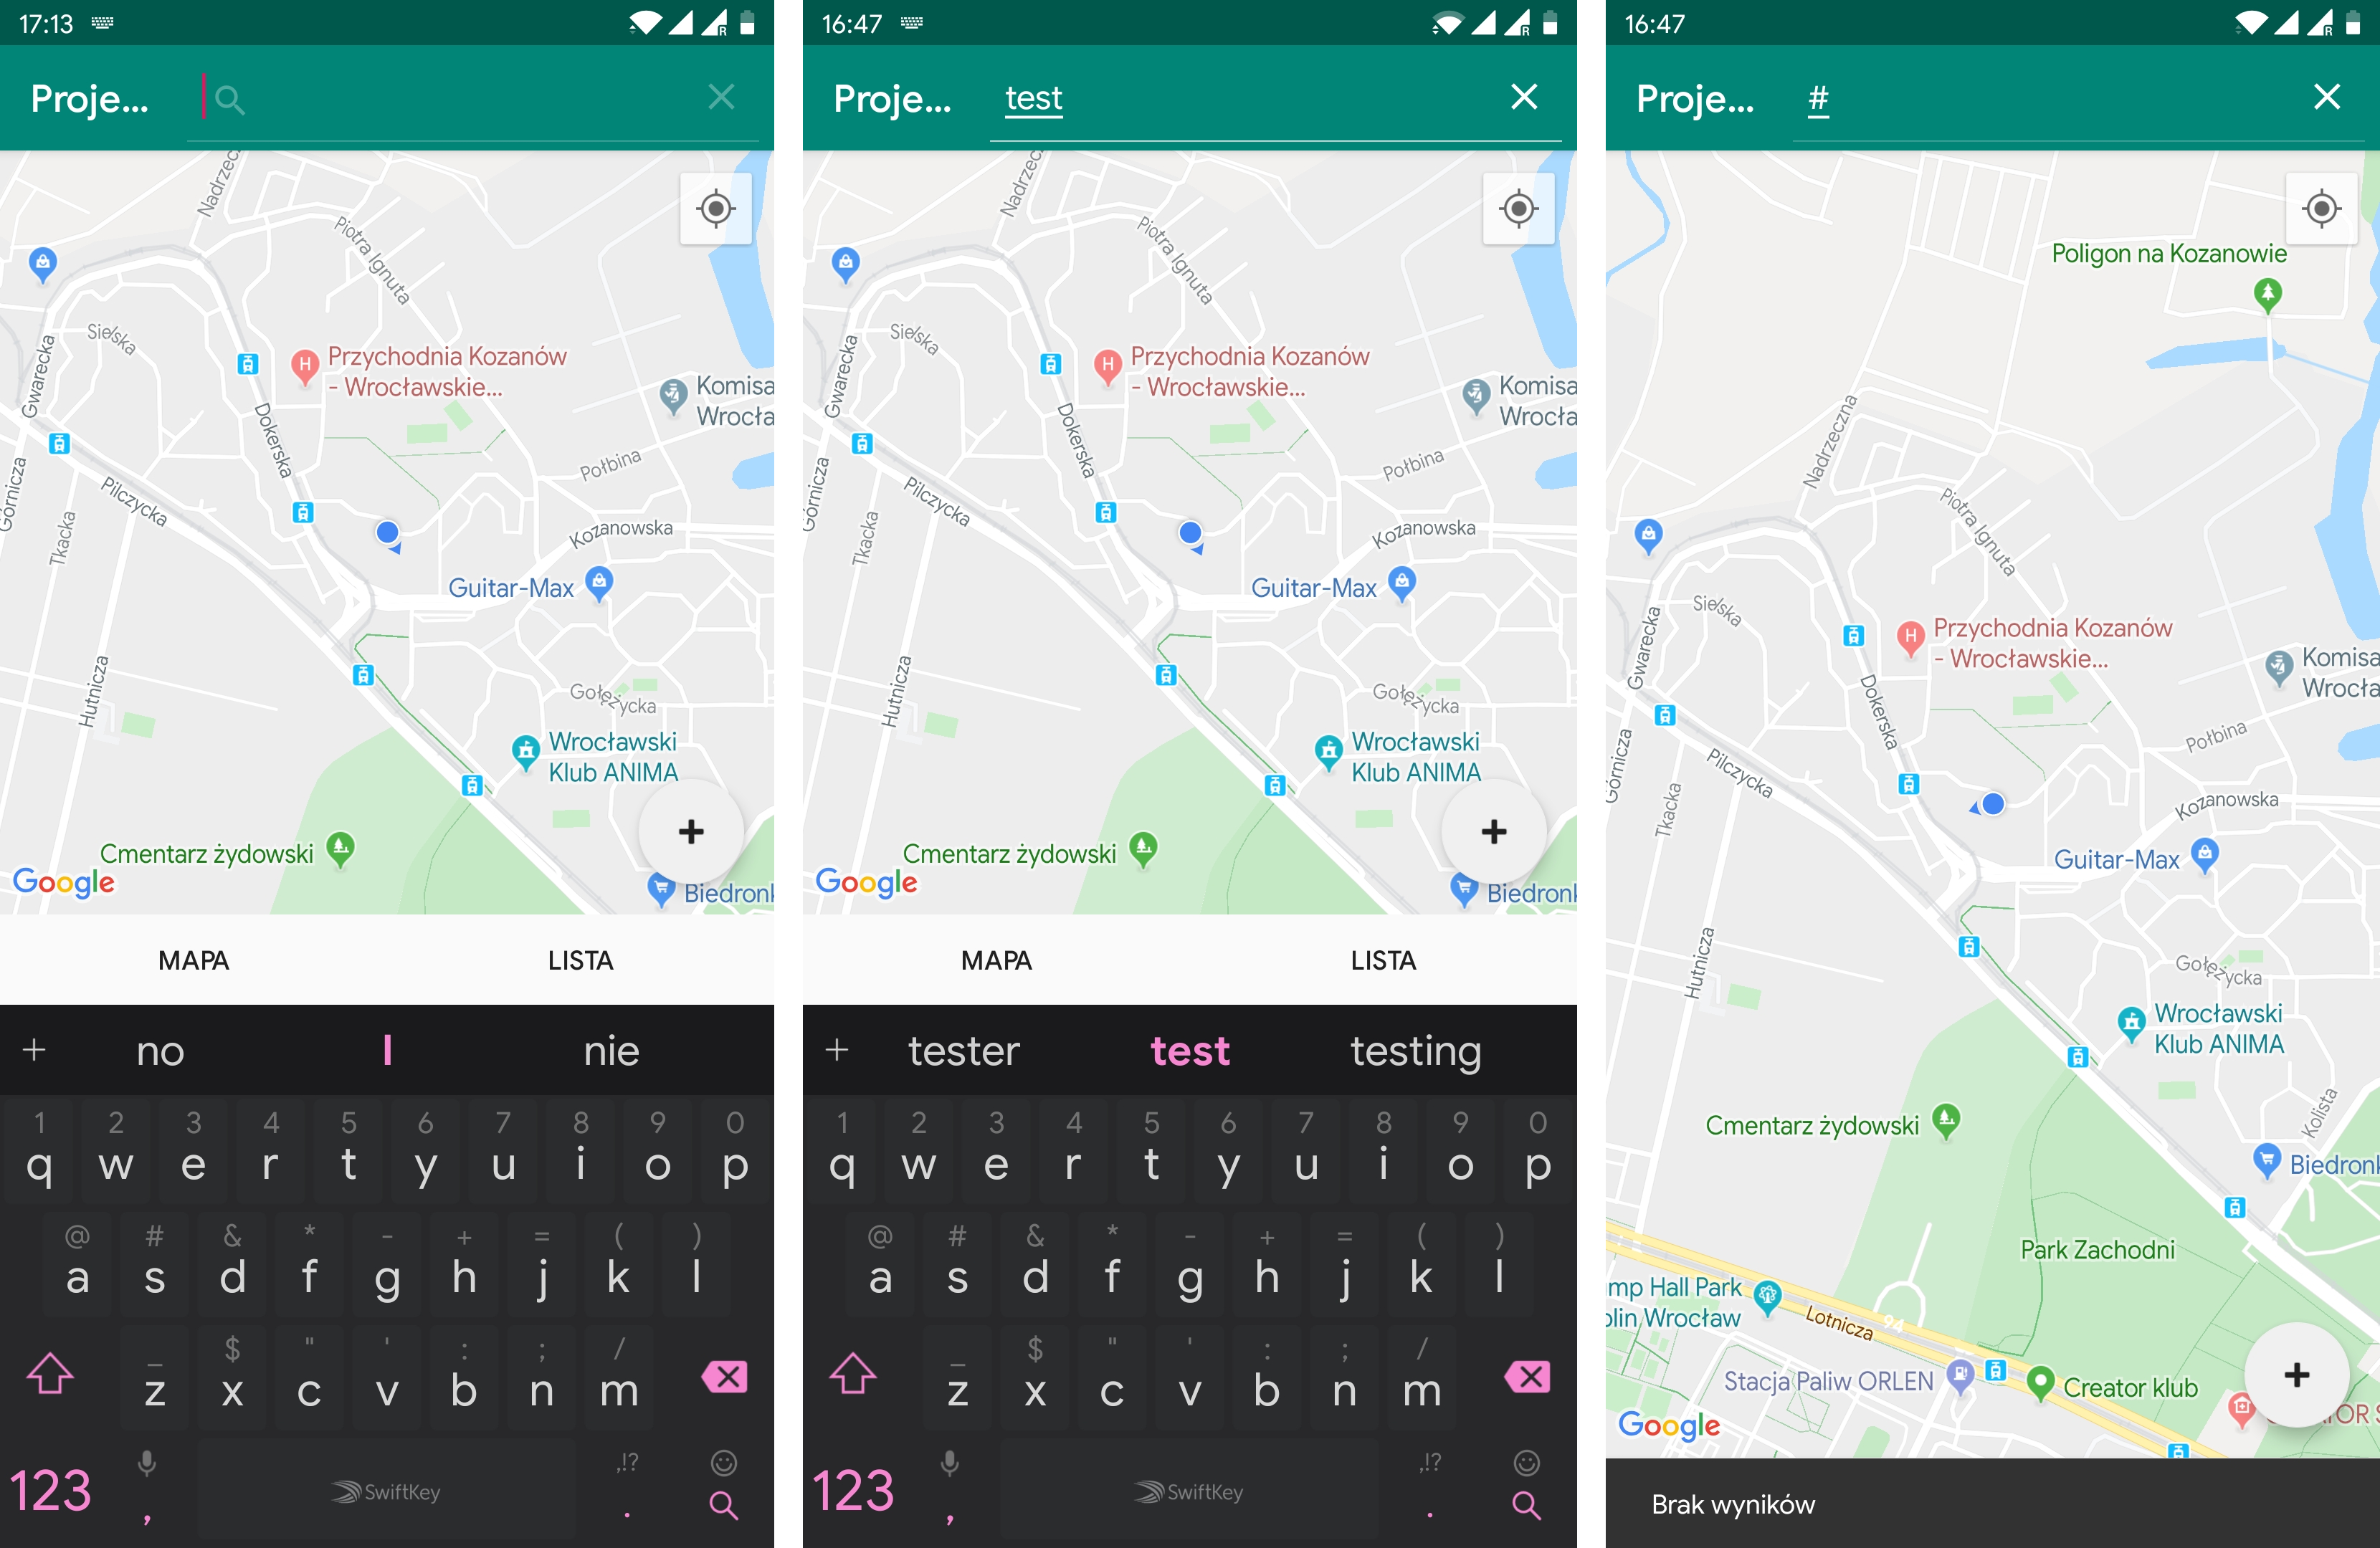 17:13
Proje...
Nadrzecz
Piotra Ignuta
Sielska
Gwarecka
Przychodnia Kozanów
- Wrocławskie...
Komisa
Wrocła
Dokerska
Połbina
Górnicza
Pilczycka
Tkacka
Kozanowska
Guitar-Max
Hutnicza
Gołężycka
Wrocławski
Klub ANIMA
+
Cmentarz żydowski
Google
Biedronk
MAPA LISTA
+ no I nie
1 2 3 4 5 6 7 8 9 0
q w e r t y u i o p
@ # & * - + = ( )
a s d f g h j k l
_ $ " ' : ; /
z x c v b n m
,!?
123 , SwiftKey .
16:47
Proje... test
Nadrzecz
Piotra Ignuta
Sielska
Gwarecka
Przychodnia Kozanów
- Wrocławskie...
Komisa
Wrocła
Dokerska
Połbina
Górnicza
Pilczycka
Tkacka
Kozanowska
Guitar-Max
Hutnicza
Gołężycka
Wrocławski
Klub ANIMA
+
Cmentarz żydowski
Google
Biedronk
MAPA LISTA
+ tester test testing
1 2 3 4 5 6 7 8 9 0
q w e r t y u i o p
@ # & * - + = ( )
a s d f g h j k l
_ $ " ' : ; /
z x c v b n m
,!?
123 , SwiftKey .
16:47
Proje... #
Poligon na Kozanowie
Nadrzeczna
Piotra Ignuta
Sielska
Gwarecka
Przychodnia Kozanów
- Wrocławskie...
Komisa
Wrocła
Dokerska
Połbina
Górnicza
Pilczycka
Tkacka
Kozanowska
Guitar-Max
Hutnicza
Gołężycka
Wrocławski
Klub ANIMA
Kolista
Cmentarz żydowski
Biedronk
Park Zachodni
mp Hall Park
olin Wrocław
Lotnicza 94
Stacja Paliw ORLEN
Creator klub
+
Google
Brak wyników